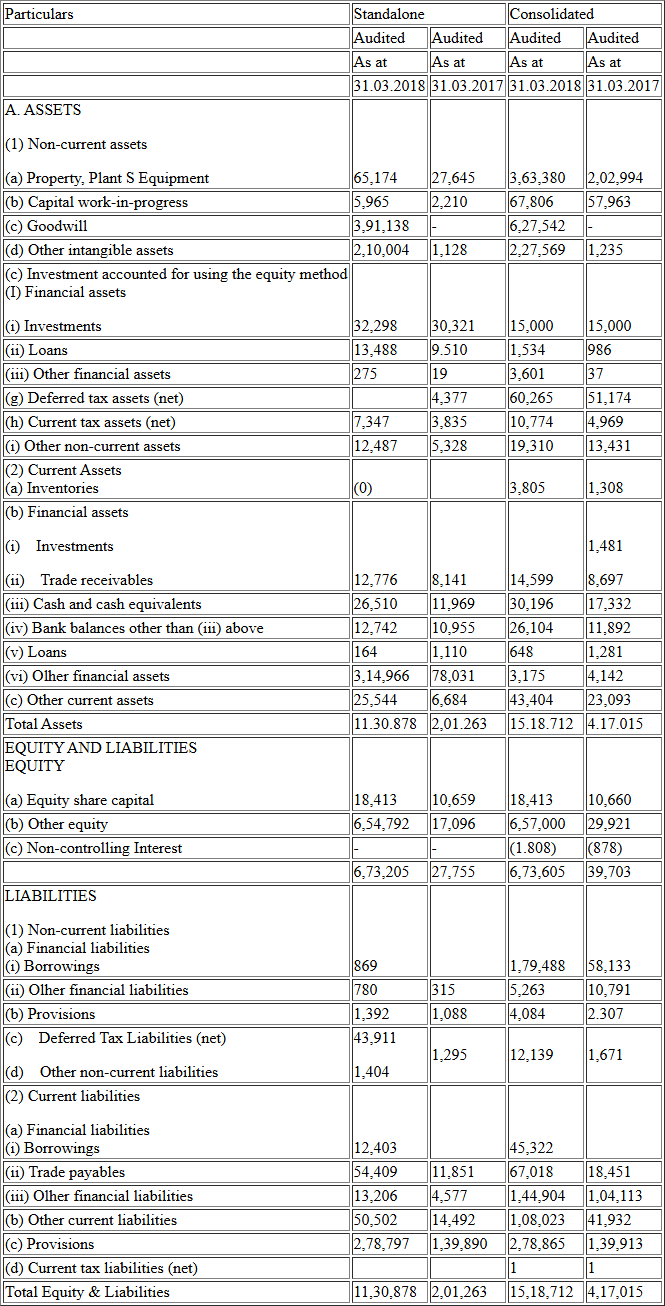 Particulars Standalone Consolidated
Audited Audited Audited Audited
As at As at As at As at
31.03.2018 31.03.2017 31.03.2018 31.03.2017
A. ASSETS
(1) Non-current assets
(a) Property, Plant S Equipment 65,174 27,645 3,63,380 2,02,994
(b) Capital work-in-progress 5,965 2,210 67,806 57,963
(c) Goodwill 3,91,138 - 6,27,542 -
(d) Other intangible assets 2,10,004 1,128 2,27,569 1,235
(c) Investment accounted for using the equity method
(I) Financial assets
(i) Investments 32,298 30,321 15,000 15,000
(ii) Loans 13,488 9.510 1,534 986
(iii) Other financial assets 275 19 3,601 37
(g) Deferred tax assets (net) 4,377 60,265 51,174
(h) Current tax assets (net) 7,347 3,835 10,774 4,969
(i) Other non-current assets 12,487 5,328 19,310 13,431
(2) Current Assets
(a) Inventories (0) 3,805 1,308
(b) Financial assets
(i) Investments 1,481
(ii) Trade receivables 12,776 8,141 14,599 8,697
(iii) Cash and cash equivalents 26,510 11,969 30,196 17,332
(iv) Bank balances other than (iii) above 12,742 10,955 26,104 11,892
(v) Loans 164 1,110 648 1,281
(vi) Olher financial assets 3,14,966 78,031 3,175 4,142
(c) Other current assets 25,544 6,684 43,404 23,093
Total Assets 11.30.878 2,01.263 15.18.712 4.17.015
EQUITY AND LIABILITIES
EQUITY
(a) Equity share capital 18,413 10,659 18,413 10,660
(b) Other equity 6,54,792 17,096 6,57,000 29,921
(c) Non-controlling Interest - - (1.808) (878)
6,73,205 27,755 6,73,605 39,703
LIABILITIES
(1) Non-current liabilities
(a) Financial liabilities
(i) Borrowings 869 1,79,488 58,133
(ii) Olher financial liabilities 780 315 5,263 10,791
(b) Provisions 1,392 1,088 4,084 2.307
(c) Deferred Tax Liabilities (net) 43,911
1,295 12,139 1,671
(d) Other non-current liabilities 1,404
(2) Current liabilities
(a) Financial liabilities
(i) Borrowings 12,403 45,322
(ii) Trade payables 54,409 11,851 67,018 18,451
(iii) Olher financial liabilities 13,206 4,577 1,44,904 1,04,113
(b) Other current liabilities 50,502 14,492 1,08,023 41,932
(c) Provisions 2,78,797 1,39,890 2,78,865 1,39,913
(d) Current tax liabilities (net) 1 1
Total Equity & Liabilities 11,30,878 2,01,263 15,18,712 4,17,015